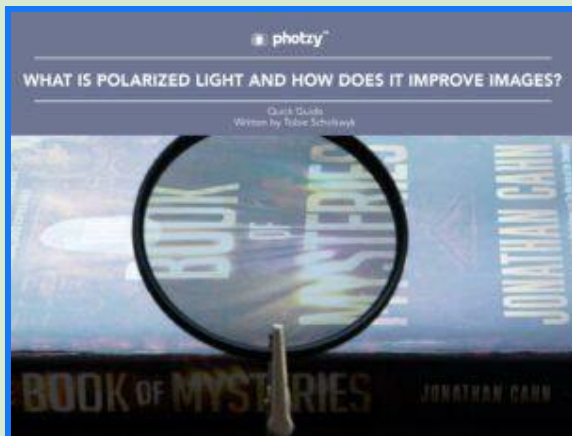 photzy™
WHAT IS POLARIZED LIGHT AND HOW DOES IT IMPROVE IMAGES?
Quick Guide
Written by Tobie Schalkwyk
BOOK
OF
MYSTERIES
JONATHAN CAHN
BOOK OF MYSTERIES
JONATHAN CAHN